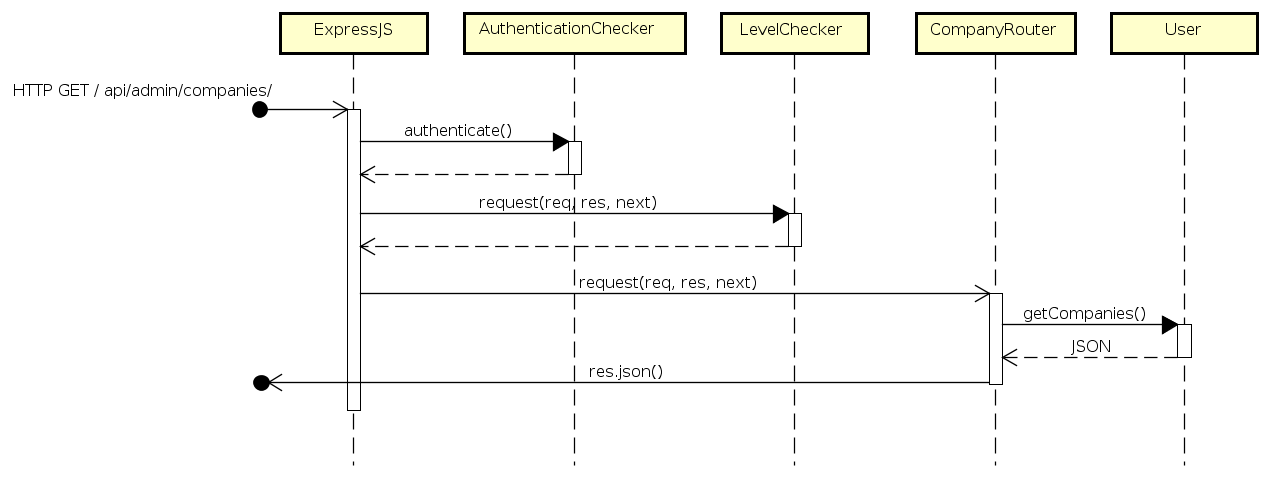 ExpressJS
AuthenticationChecker
LevelChecker
CompanyRouter
User
HTTP GET / api/admin/companies/
authenticate()
request(req, res, next)
request(req, res, next)
getCompanies()
JSON
res.json()